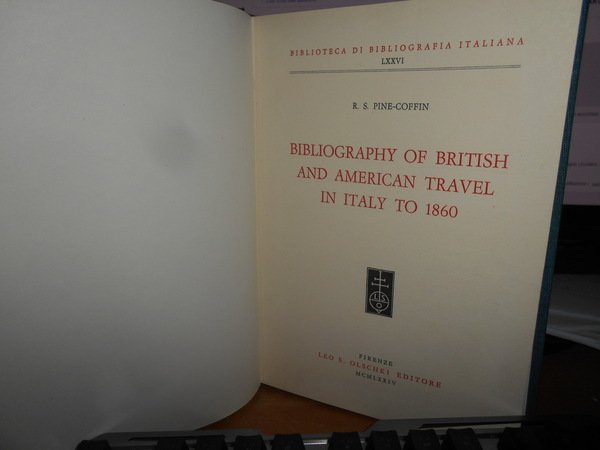 BIBLIOTECA DI BIBLIOGRAFIA ITALIANA
LXXVI
R. S. PINE-COFFIN
BIBLIOGRAPHY OF BRITISH
AND AMERICAN TRAVEL
IN ITALY TO 1860
LSO
FIRENZE
LEO S. OLSCHKI EDITORE
MCMLXXIV